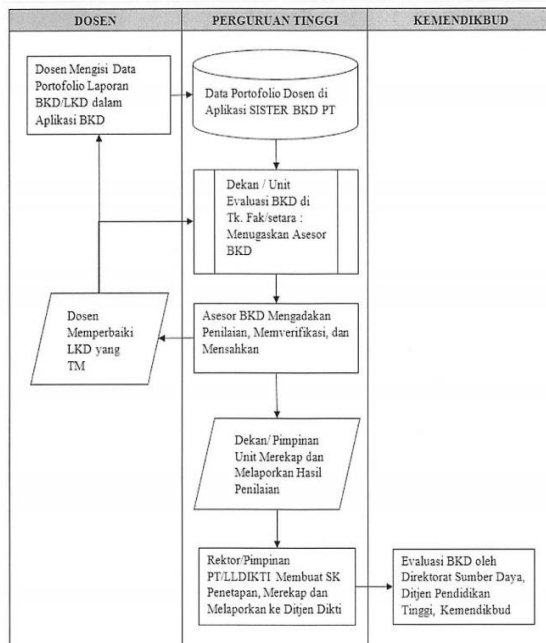 DOSEN
PERGURUAN TINGGI
KEMENDIKBUD
Dosen Mengisi Data
Portofolio Laporan
BKD/LKD dalam
Aplikasi BKD
Data Portofolio Dosen di
Aplikasi SISTER BKD PT
Dekan / Unit
Evaluasi BKD di
Tk. Fak/setara :
Menugaskan Asesor
BKD
Dosen
Memperbaiki
LKD yang
TM
Asesor BKD Mengadakan
Penilaian, Memverifikasi, dan
Mensahkan
Dekan/ Pimpinan
Unit Merekap dan
Melaporkan Hasil
Penilaian
Rektor/Pimpinan
PT/LLDIKTI Membuat SK
Penetapan, Merekap dan
Melaporkan ke Ditjen Dikti
Evaluasi BKD oleh
Direktorat Sumber Daya,
Ditjen Pendidikan
Tinggi, Kemendikbud